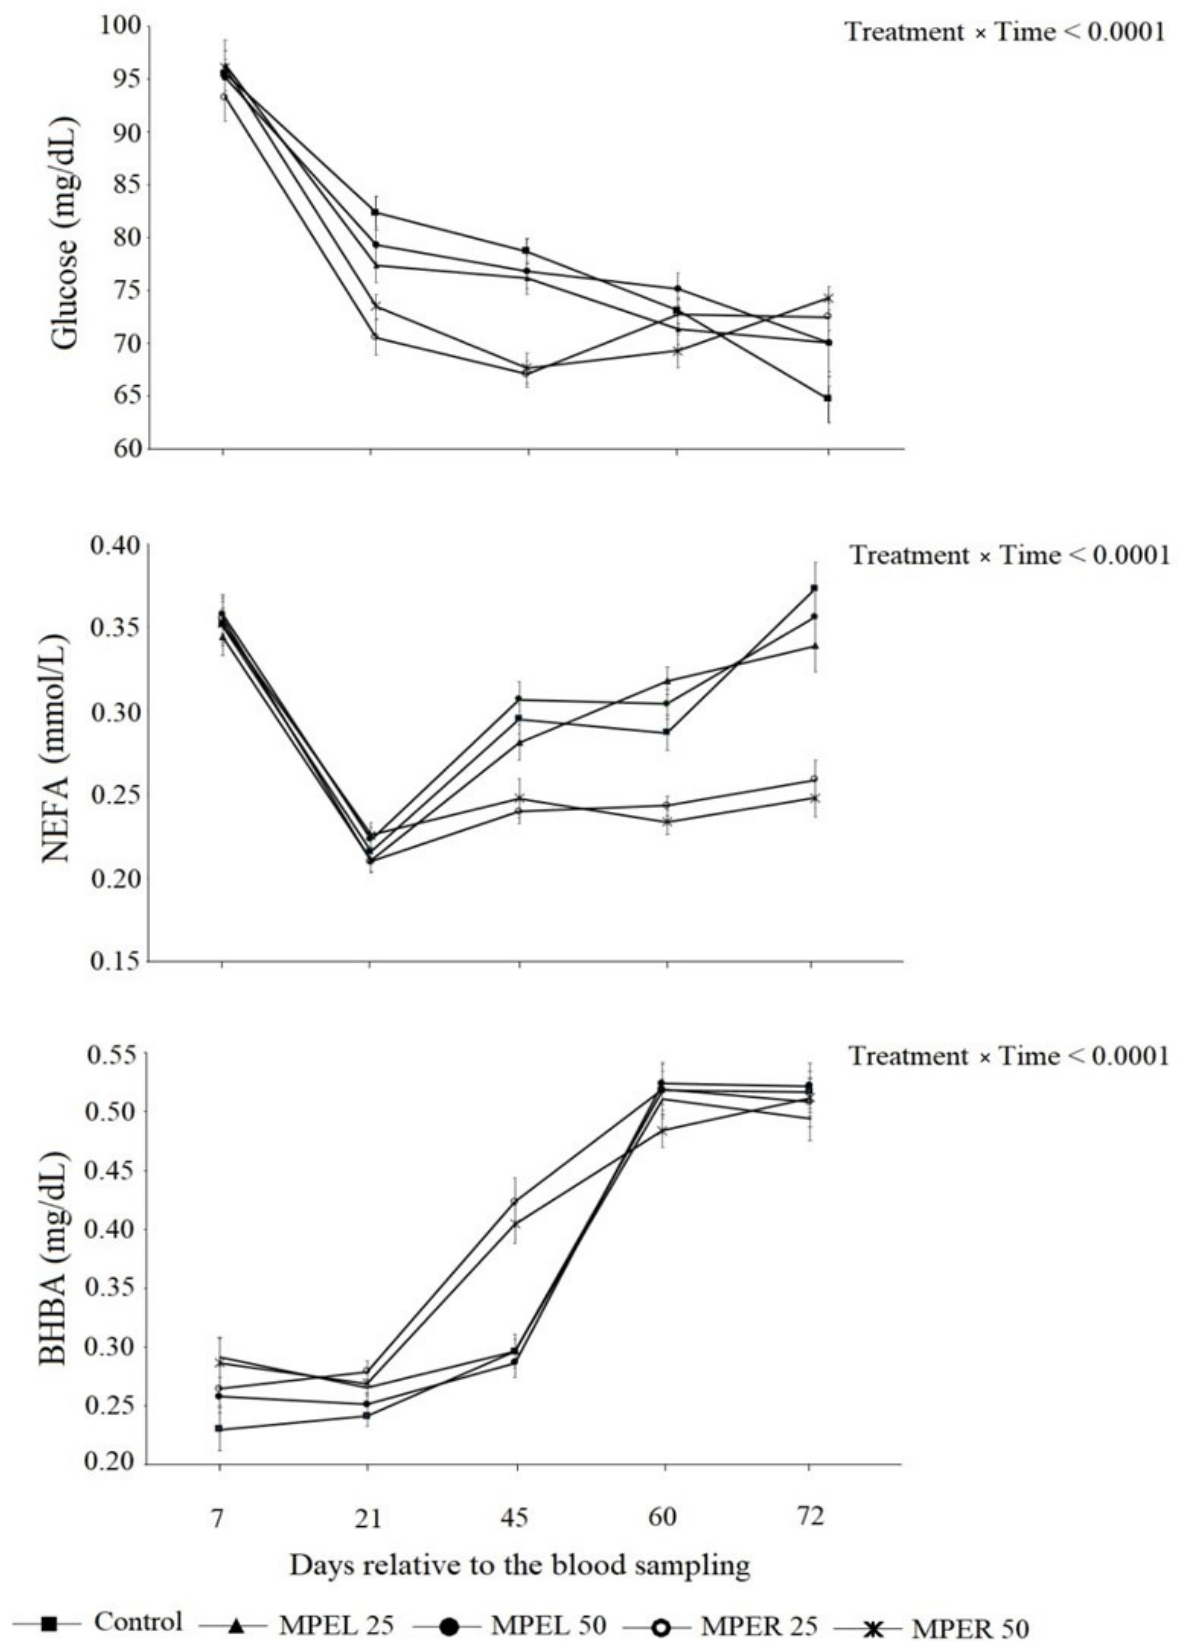 Treatment × Time < 0.0001
Glucose (mg/dL)
100
95
90
85
80
75
70
65
60
Treatment × Time < 0.0001
NEFA (mmol/L)
0.40
0.35
0.30
0.25
0.20
0.15
Treatment × Time < 0.0001
BHBA (mg/dL)
0.55
0.50
0.45
0.40
0.35
0.30
0.25
0.20
7 21 45 60 72
Days relative to the blood sampling
Control MPEL 25 MPEL 50 MPER 25 MPER 50